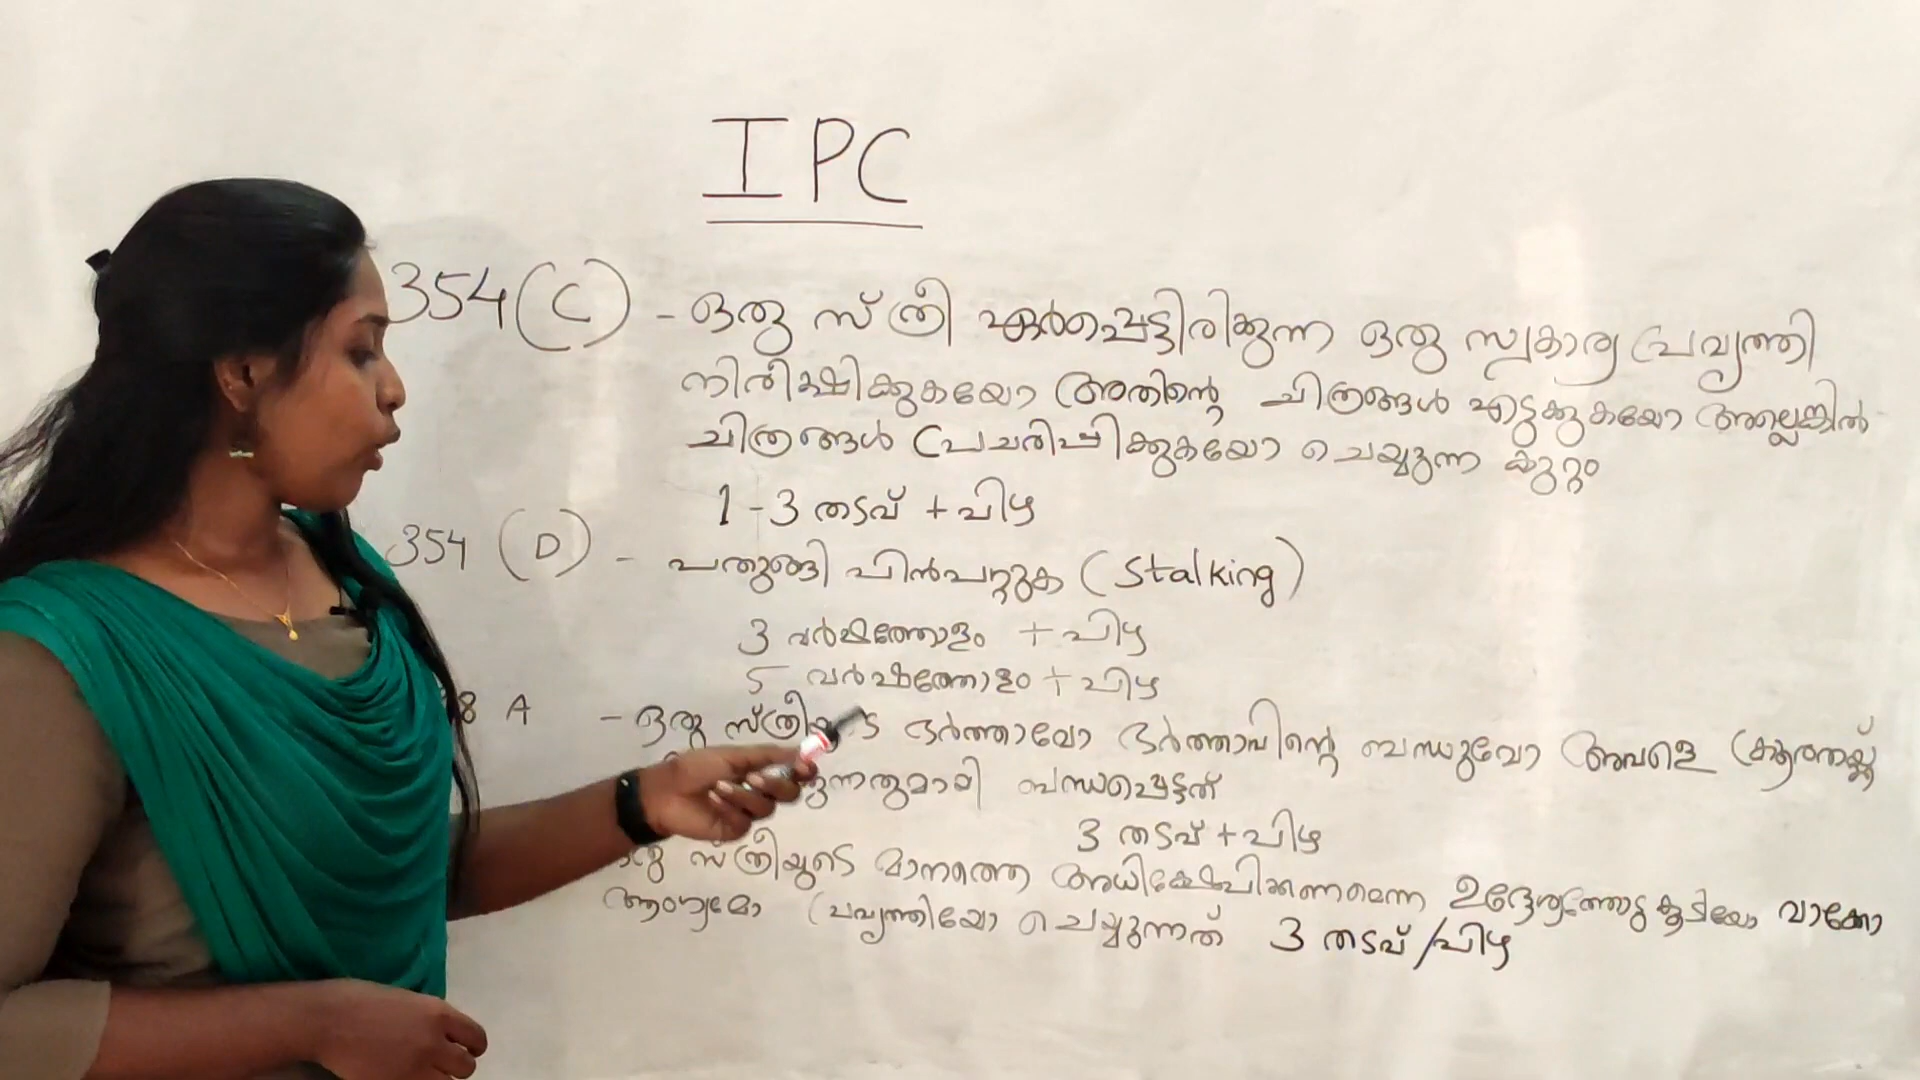 IPC
354 (C) - ഒരു സ്ത്രീ ഏർപ്പെട്ടിരിക്കുന്ന ഒരു സ്വകാര്യ പ്രവൃത്തി
നിരീക്ഷിക്കുകയോ അതിന്റെ ചിത്രങ്ങൾ എടുക്കുകയോ അല്ലെങ്കിൽ
ചിത്രങ്ങൾ പ്രചരിപ്പിക്കുകയോ ചെയ്യുന്ന കുറ്റം
1-3 തടവ് + പിഴ
354 (D) - പതുങ്ങി പിൻപറ്റുക (Stalking)
3 വർഷത്തോളം + പിഴ
5 വർഷത്തോളം + പിഴ
8 A - ഒരു സ്ത്രീയുടെ ഭർത്താവോ ഭർത്താവിന്റെ ബന്ധുവോ അവളെ ക്രൂരതയ്ക്ക്
ബന്ധപ്പെട്ടത്
3 തടവ് + പിഴ
ഒരു സ്ത്രീയുടെ മാനത്തെ അധിക്ഷേപിക്കണമെന്ന ഉദ്ദേശ്യത്തോടുകൂടിയോ വാക്കോ
ആംഗ്യമോ പ്രവൃത്തിയോ ചെയ്യുന്നത് 3 തടവ് / പിഴ